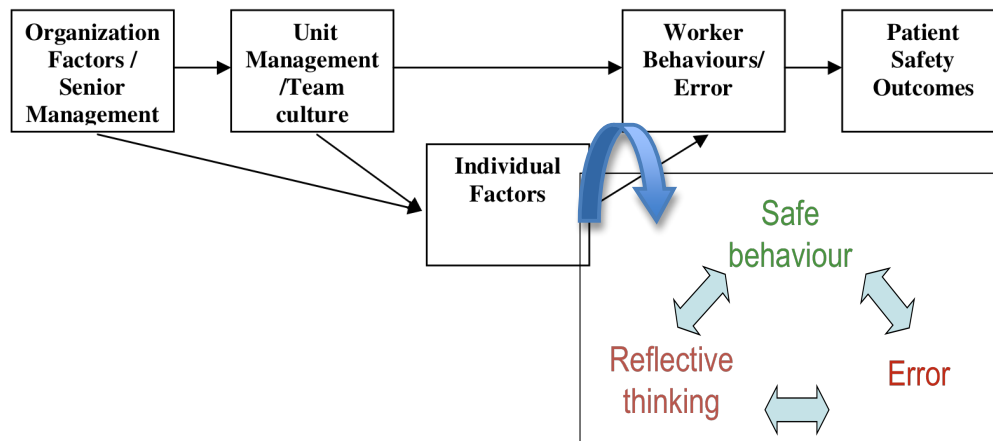 Organization
Factors /
Senior
Management
Unit
Management
/Team
culture
Worker
Behaviours/
Error
Patient
Safety
Outcomes
Individual
Factors
Safe
behaviour
Reflective
thinking
Error